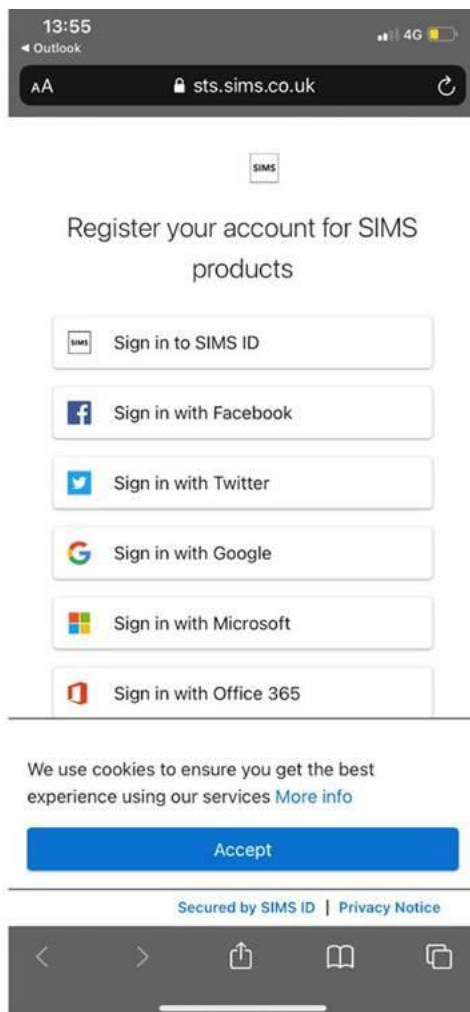 13:55
Outlook
4G
AA
sts.sims.co.uk
SIMS
Register your account for SIMS
products
SIMS
Sign in to SIMS ID
Sign in with Facebook
Sign in with Twitter
Sign in with Google
Sign in with Microsoft
Sign in with Office 365
We use cookies to ensure you get the best
experience using our services More info
Accept
Secured by SIMS ID | Privacy Notice